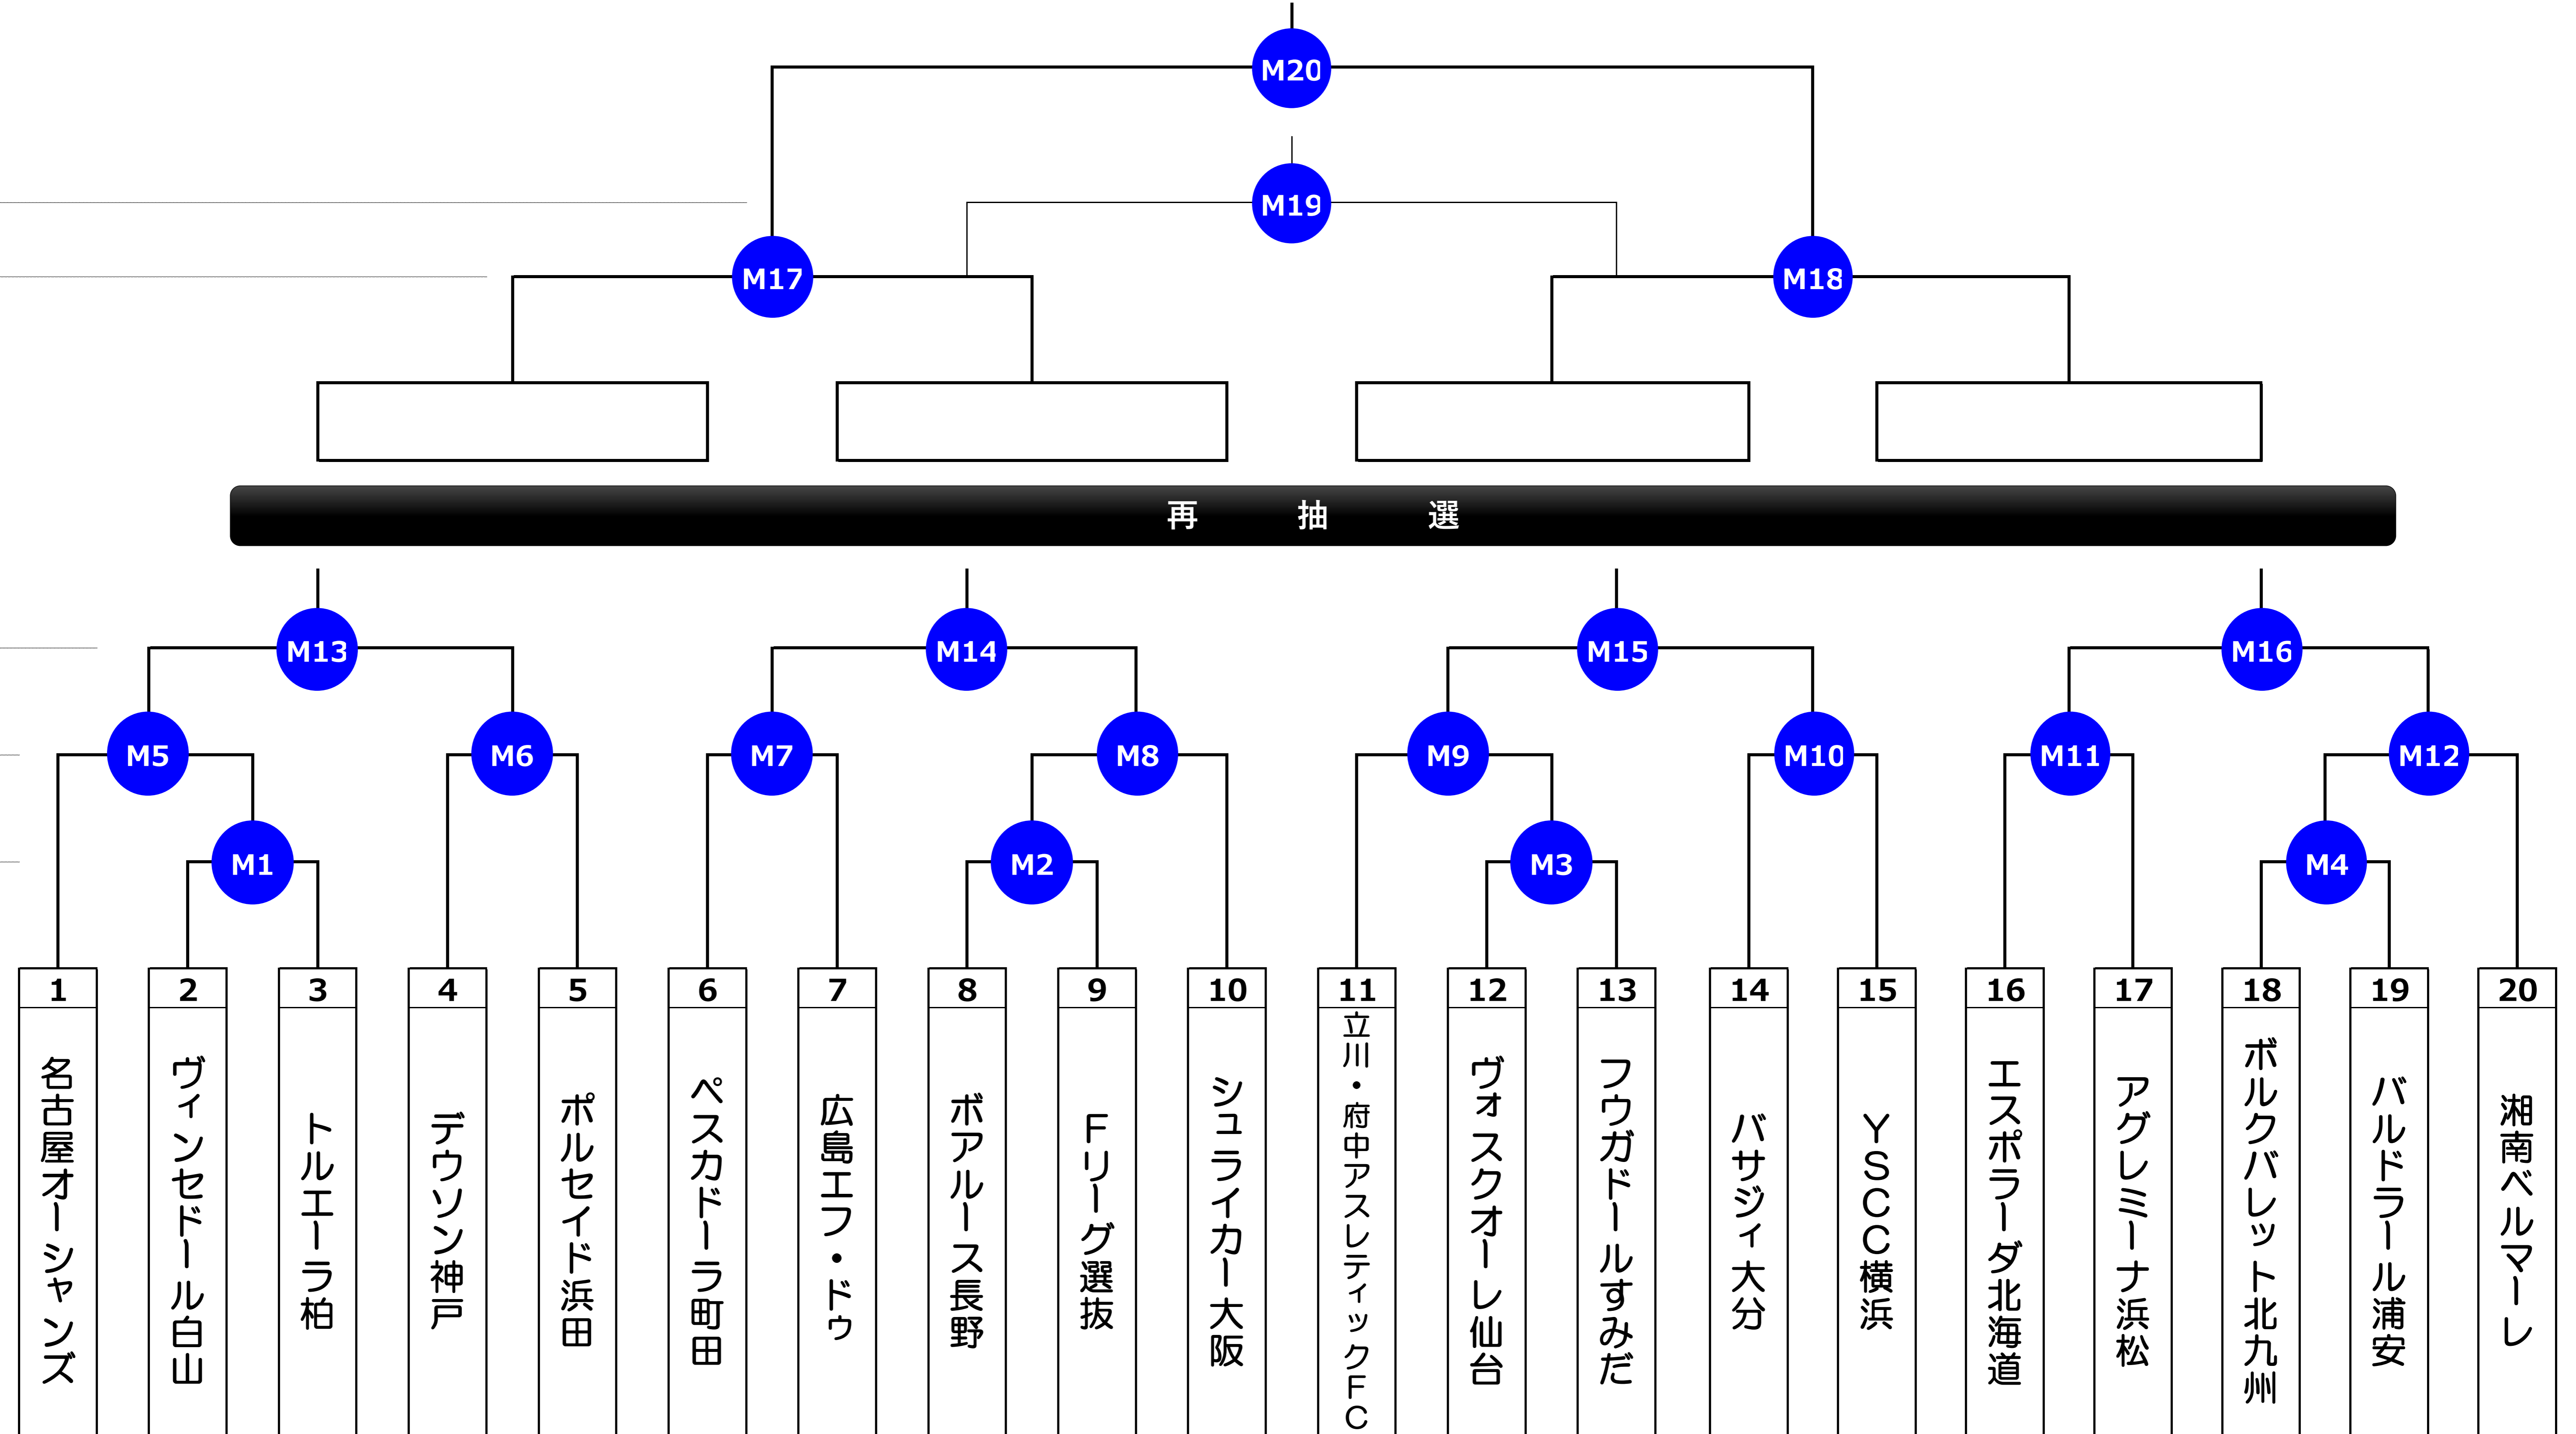 M20
M19
M17
M18
再抽選
M13
M14
M15
M16
M5
M6
M7
M8
M9
M10
M11
M12
M1
M2
M3
M4
1
2
3
4
5
6
7
8
9
10
11
12
13
14
15
16
17
18
19
20
名古屋オーシャンズ
ヴィンセドール白山
トルエーラ柏
デウソン神戸
ポルセイド浜田
ペスカドーラ町田
広島エフ・ドゥ
ボアルース長野
Fリーグ選抜
シュライカー大阪
立川・府中アスレティックFC
ヴォスクオーレ仙台
フウガドールすみだ
バサジィ大分
YSCC横浜
エスポラーダ北海道
アグレミーナ浜松
ボルクバレット北九州
バルドラール浦安
湘南ベルマーレ